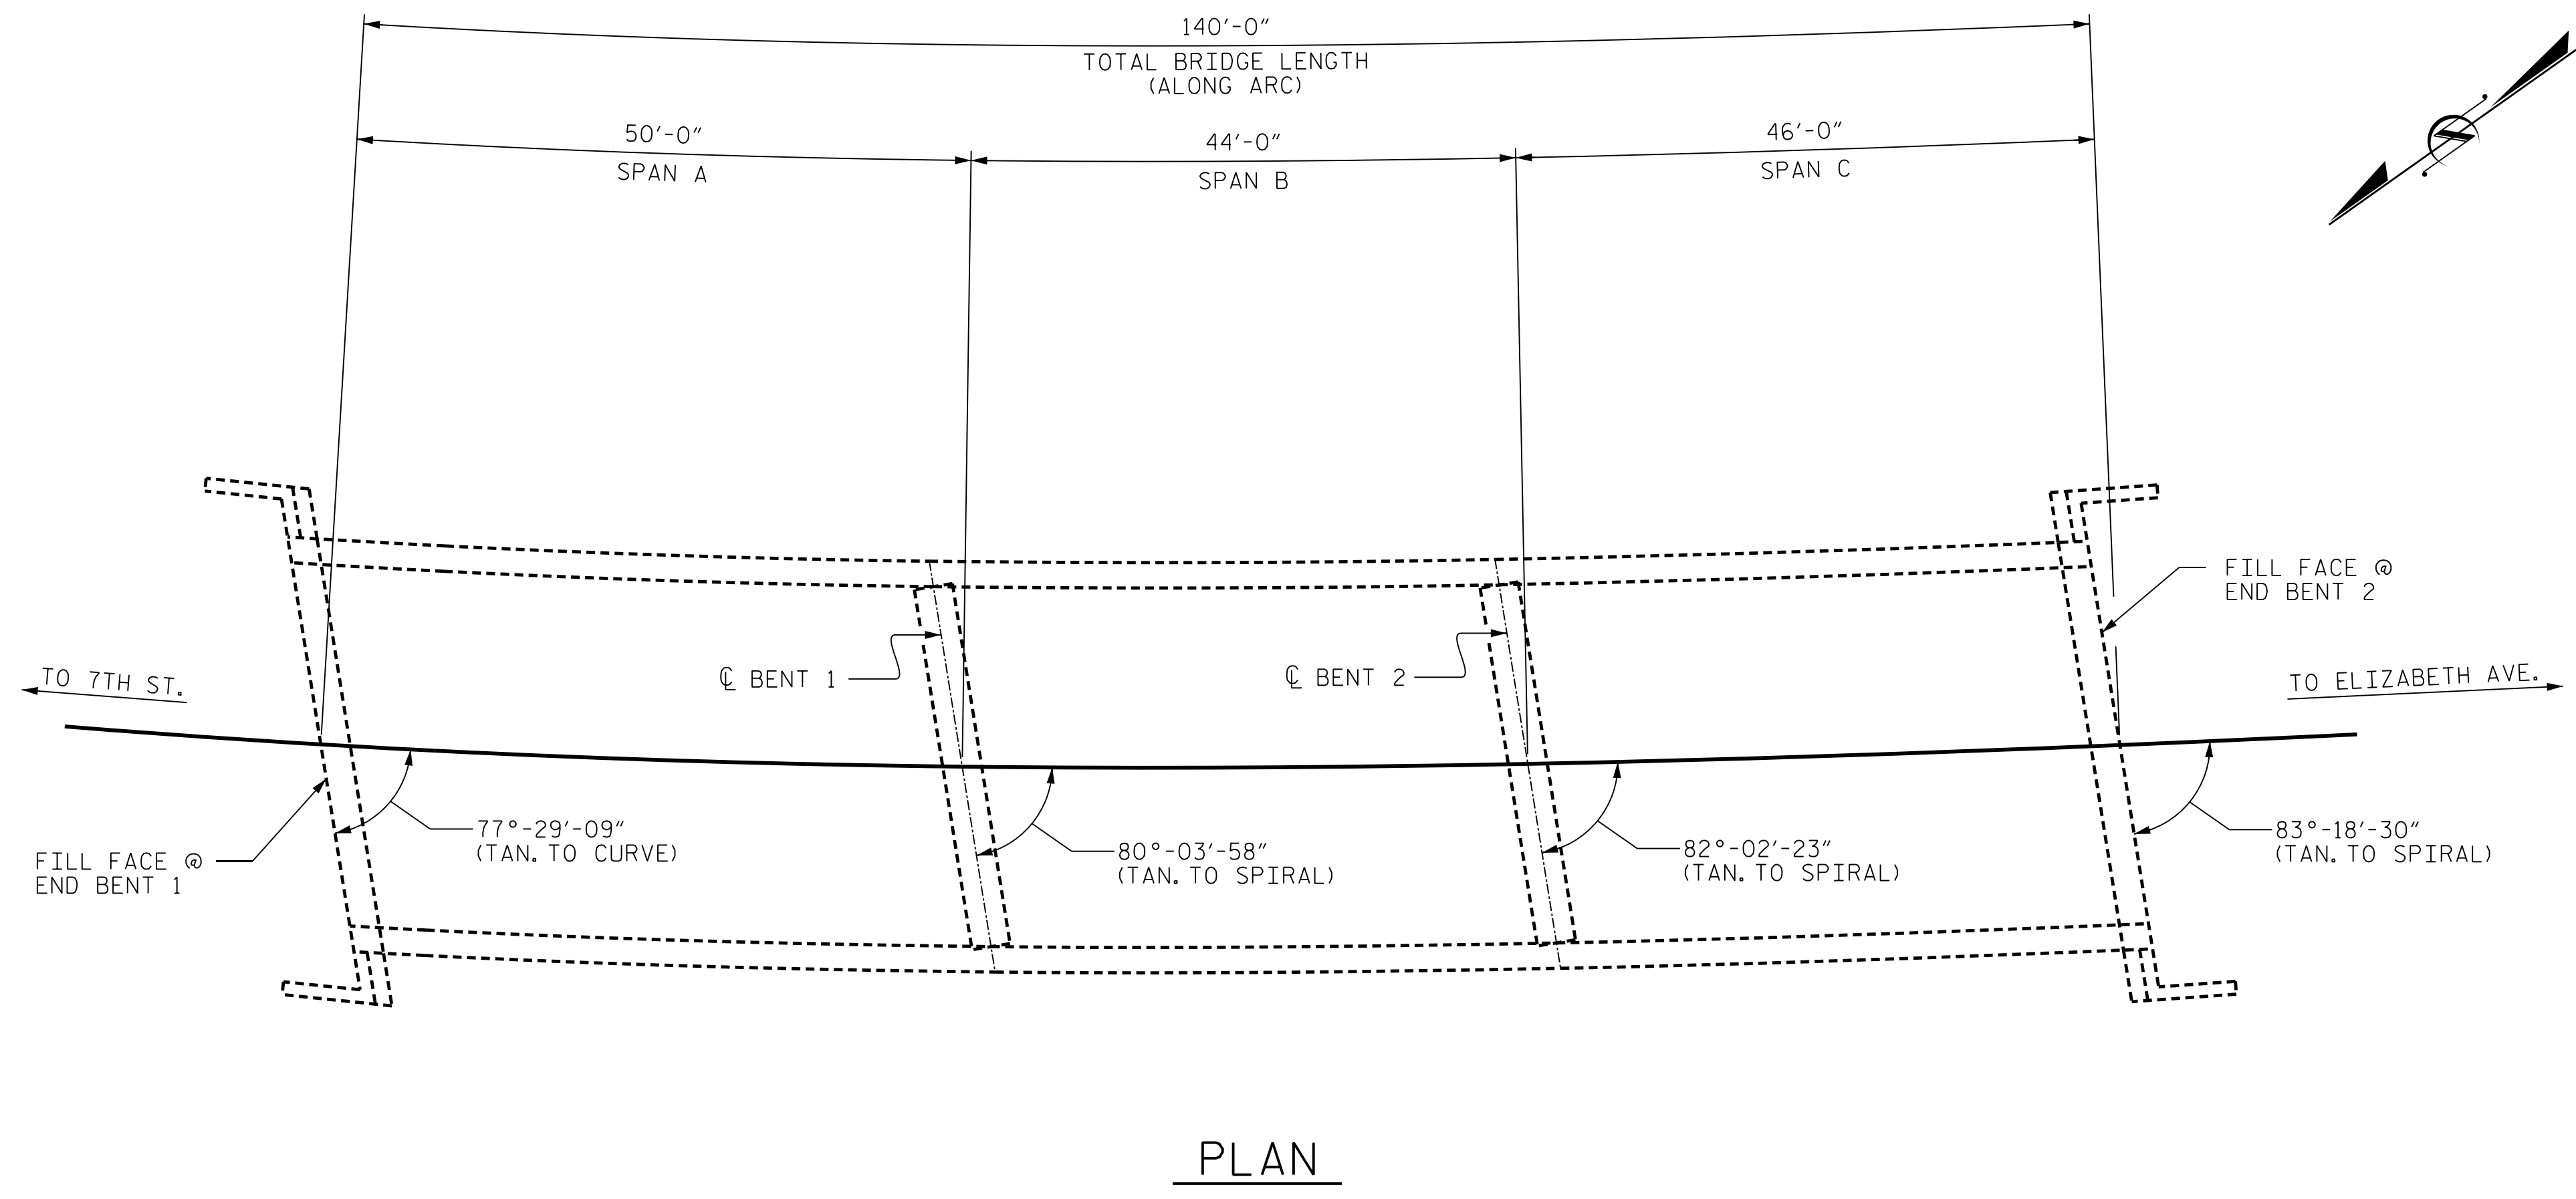 140'-0"
TOTAL BRIDGE LENGTH
(ALONG ARC)
50'-0"
SPAN A
44'-0"
SPAN B
46'-0"
SPAN C
FILL FACE @
END BENT 2
℄ BENT 1
℄ BENT 2
TO 7TH ST.
TO ELIZABETH AVE.
77°-29'-09"
(TAN. TO CURVE)
80°-03'-58"
(TAN. TO SPIRAL)
82°-02'-23"
(TAN. TO SPIRAL)
83°-18'-30"
(TAN. TO SPIRAL)
FILL FACE @
END BENT 1
PLAN